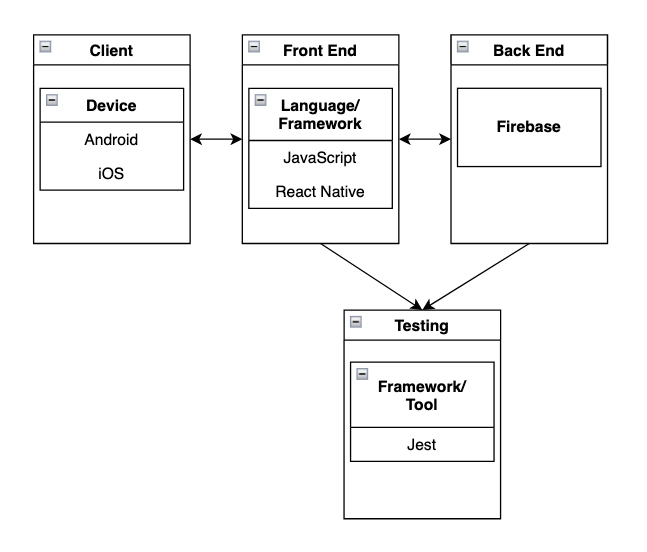 Client
Front End
Back End
Device
Android
iOS
Language/
Framework
JavaScript
React Native
Firebase
Testing
Framework/
Tool
Jest